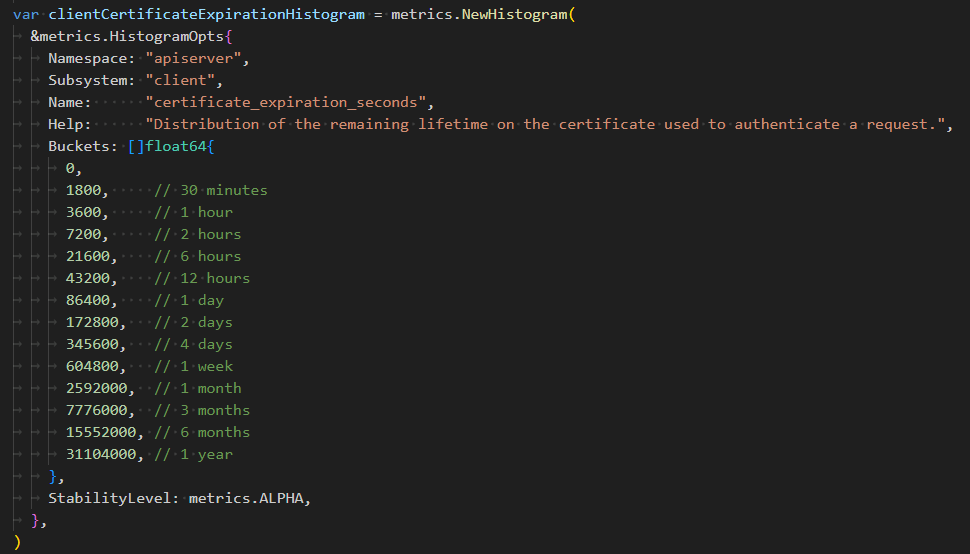 var clientCertificateExpirationHistogram = metrics.NewHistogram(
&metrics.HistogramOpts{
Namespace: "apiserver",
Subsystem: "client",
Name: "certificate_expiration_seconds",
Help: "Distribution of the remaining lifetime on the certificate used to authenticate a request.",
Buckets: []float64{
0,
1800, // 30 minutes
3600, // 1 hour
7200, // 2 hours
21600, // 6 hours
43200, // 12 hours
86400, // 1 day
172800, // 2 days
345600, // 4 days
604800, // 1 week
2592000, // 1 month
7776000, // 3 months
15552000, // 6 months
31104000, // 1 year
},
StabilityLevel: metrics.ALPHA,
},
)